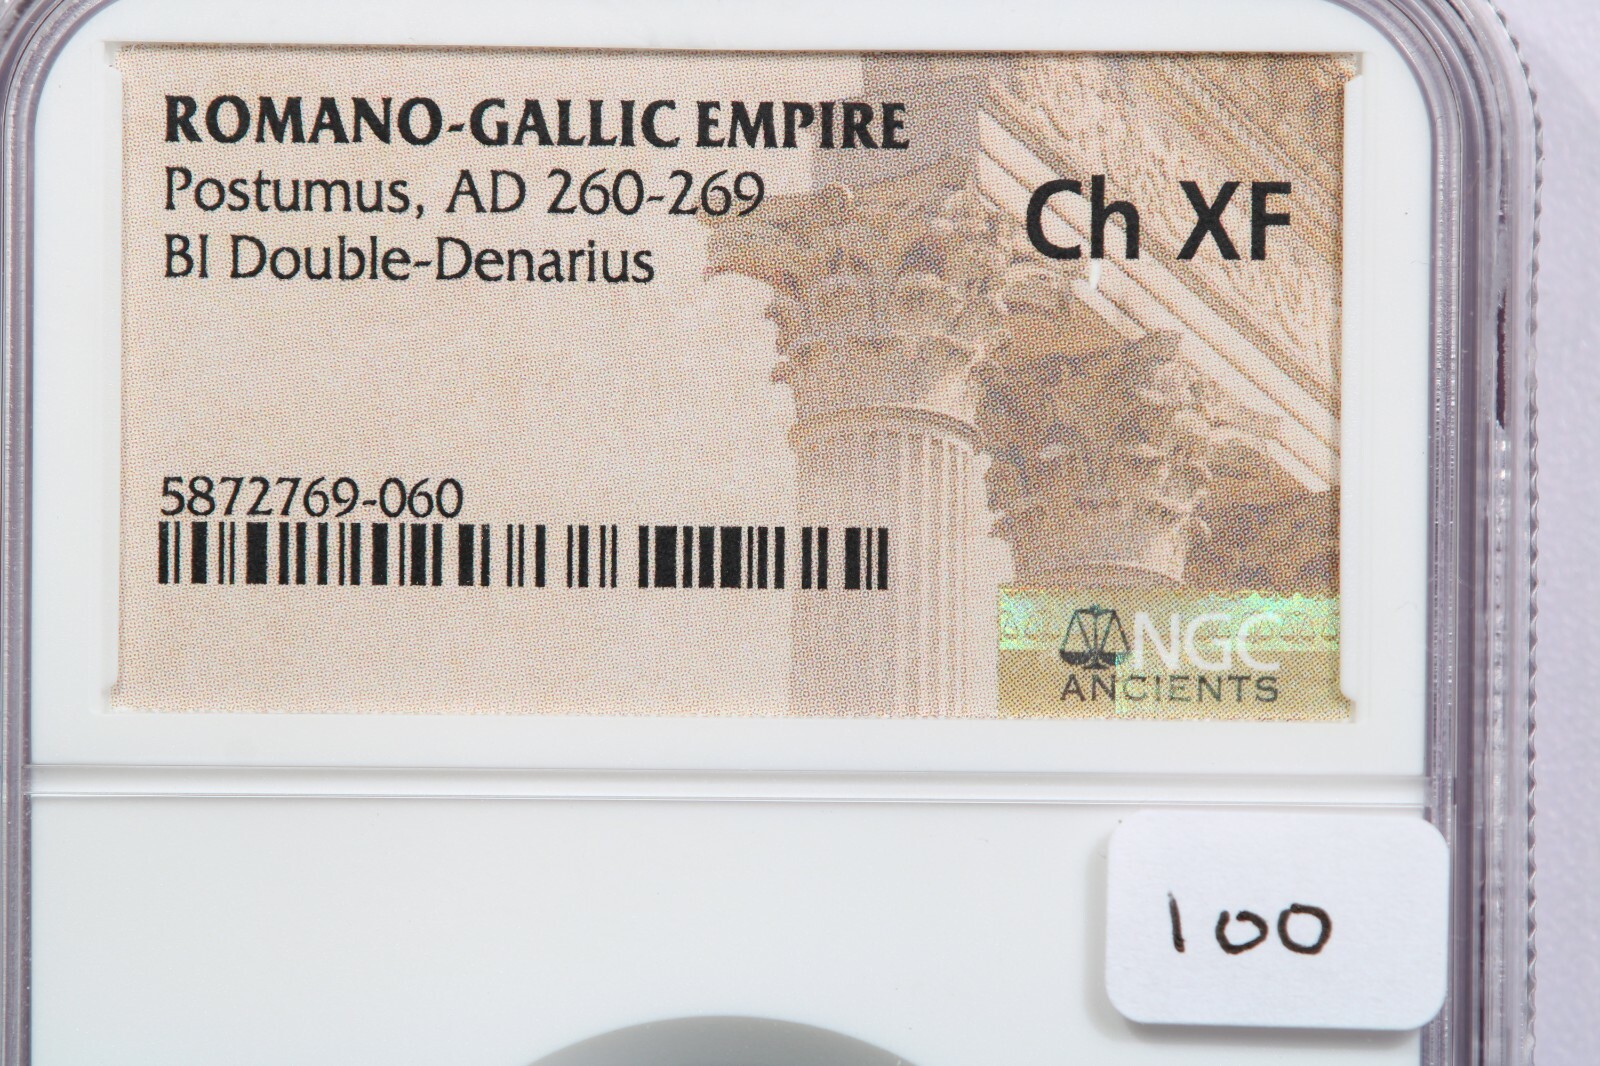 ROMANO-GALLIC EMPIRE
Postumus, AD 260-269
BI Double-Denarius
Ch XF
5872769-060
NGC
ANCIENTS
100